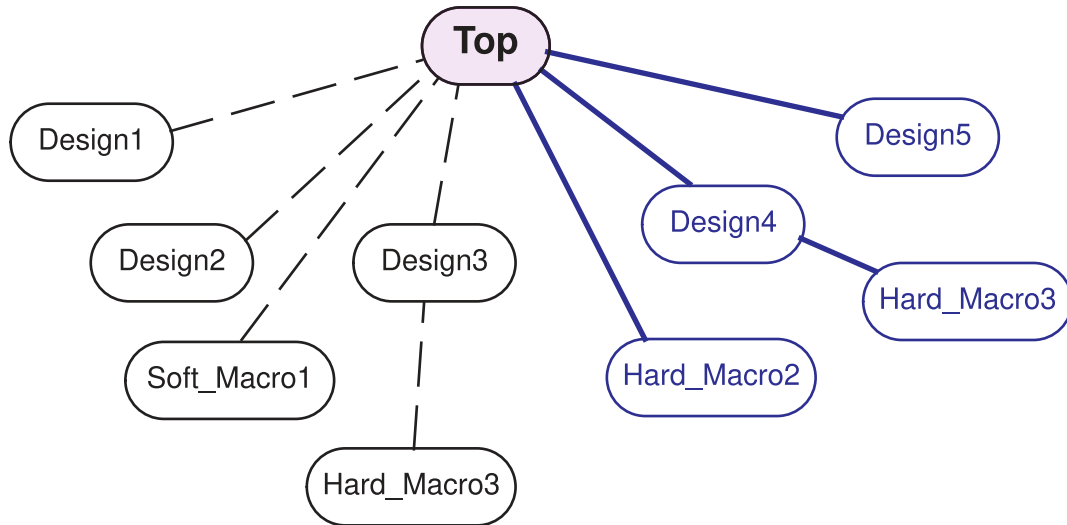 Top
Design1
Design5
Design4
Design2
Design3
Hard_Macro3
Soft_Macro1
Hard_Macro2
Hard_Macro3